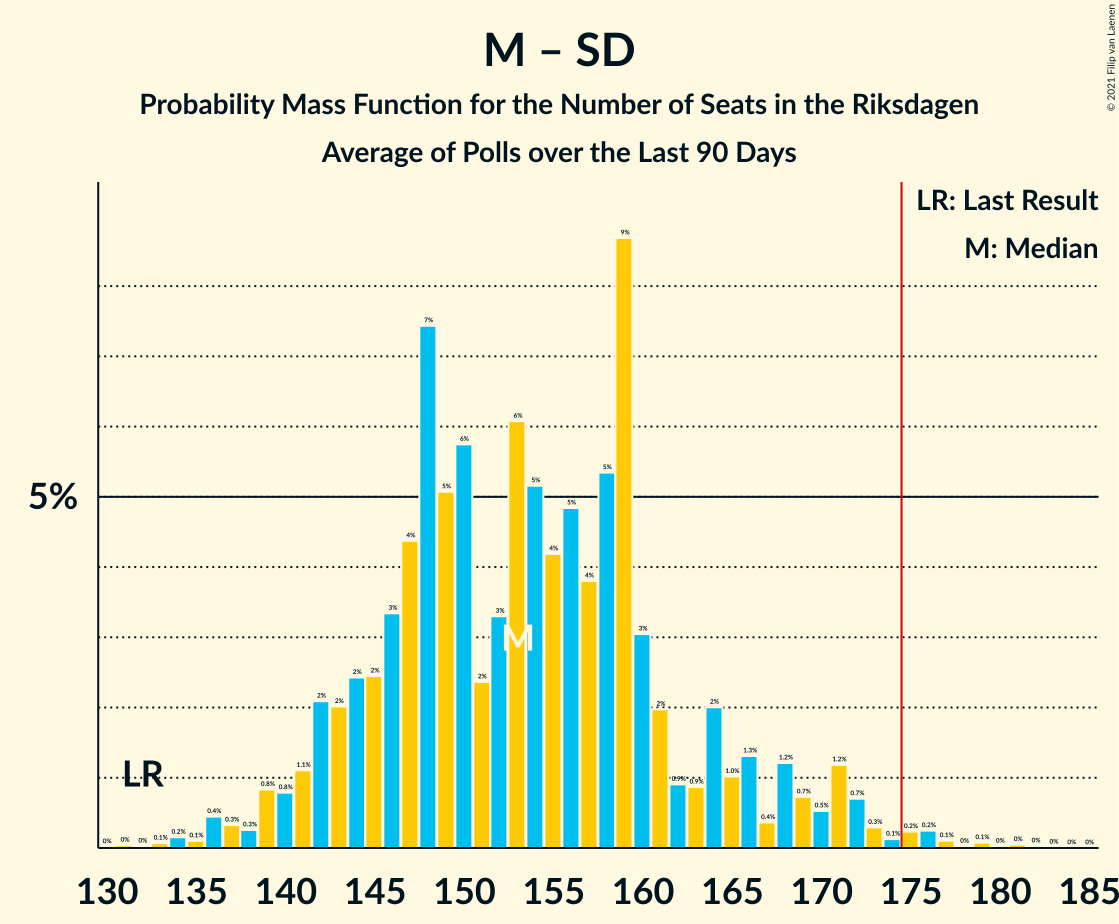 M – SD
Probability Mass Function for the Number of Seats in the Riksdagen
Average of Polls over the Last 90 Days
© 2021 Filip van Laenen
LR: Last Result
M: Median
5%
0% 0% 0% 0.1% 0.2% 0.1% 0.4% 0.3% 0.3% 0.8% 0.8% 1.1% 2% 2% 2% 2% 3% 4% 7% 5% 6% 2% 3% 6% 5% 4% 5% 4% 5% 9% 3% 2% 0.9% 0.9% 2% 1.0% 1.3% 0.4% 1.2% 0.7% 0.5% 1.2% 0.7% 0.3% 0.1% 0.2% 0.2% 0.1% 0% 0.1% 0% 0% 0% 0% 0% 0%
M
LR
130 135 140 145 150 155 160 165 170 175 180 185